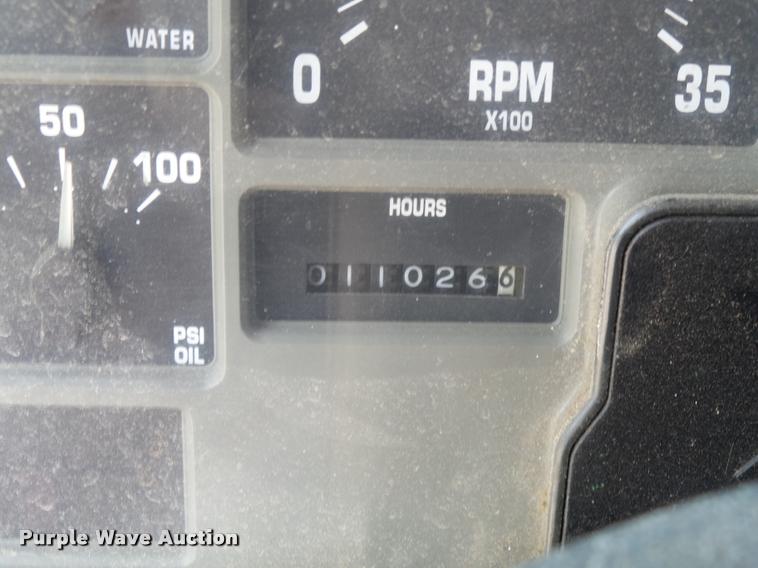 WATER
0
RPM
X100
35
50
100
PSI
OIL
HOURS
0110266
Purple Wave Auction